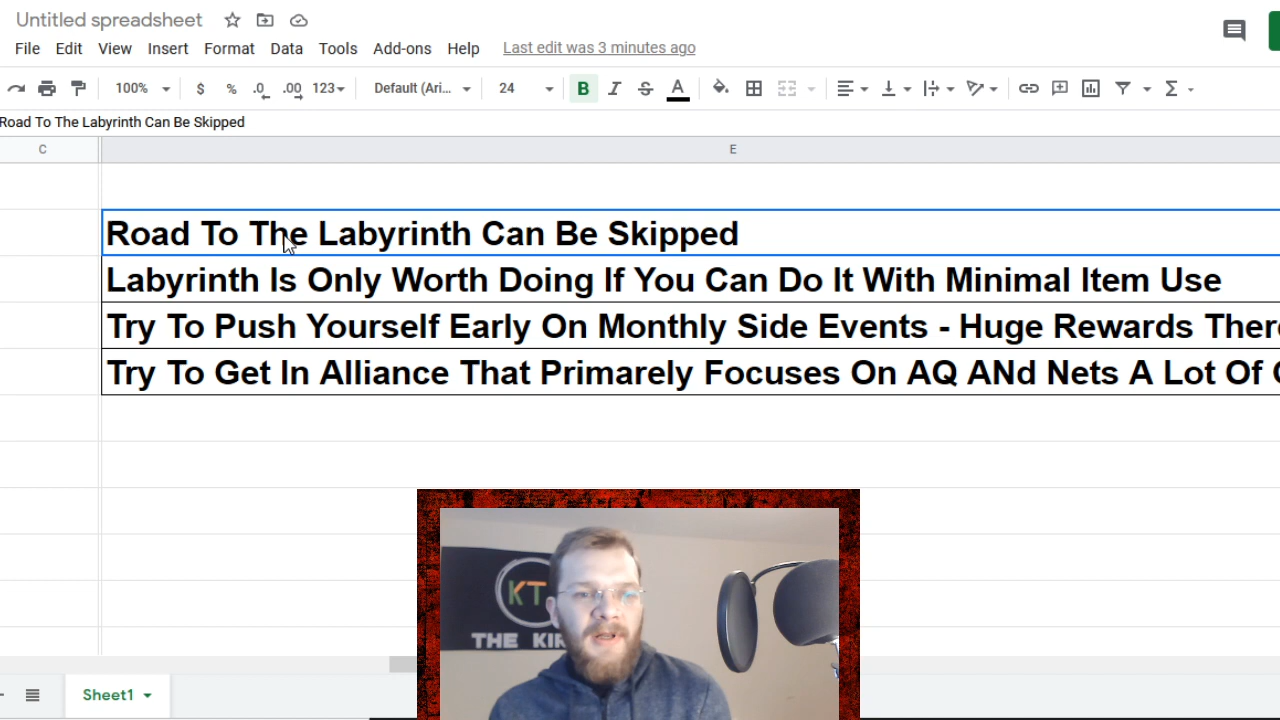 Untitled spreadsheet
File Edit View Insert Format Data Tools Add-ons Help Last edit was 3 minutes ago
100% $ % .0 .00 123 Default (Ari... 24 B I S A
Road To The Labyrinth Can Be Skipped
C E
Road To The Labyrinth Can Be Skipped
Labyrinth Is Only Worth Doing If You Can Do It With Minimal Item Use
Try To Push Yourself Early On Monthly Side Events - Huge Rewards There
Try To Get In Alliance That Primarely Focuses On AQ ANd Nets A Lot Of
KT
THE KI
Sheet1